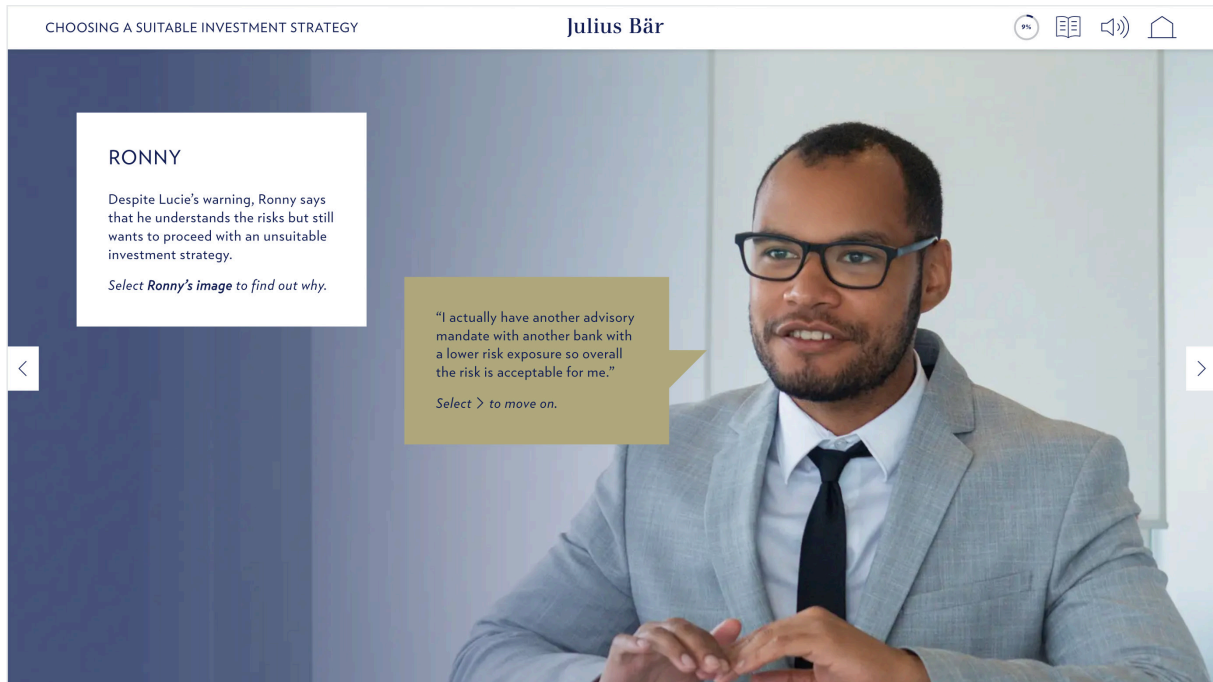 CHOOSING A SUITABLE INVESTMENT STRATEGY
Julius Bär
9%
RONNY
Despite Lucie’s warning, Ronny says
that he understands the risks but still
wants to proceed with an unsuitable
investment strategy.
Select Ronny’s image to find out why.
“I actually have another advisory
mandate with another bank with
a lower risk exposure so overall
the risk is acceptable for me.”
Select > to move on.